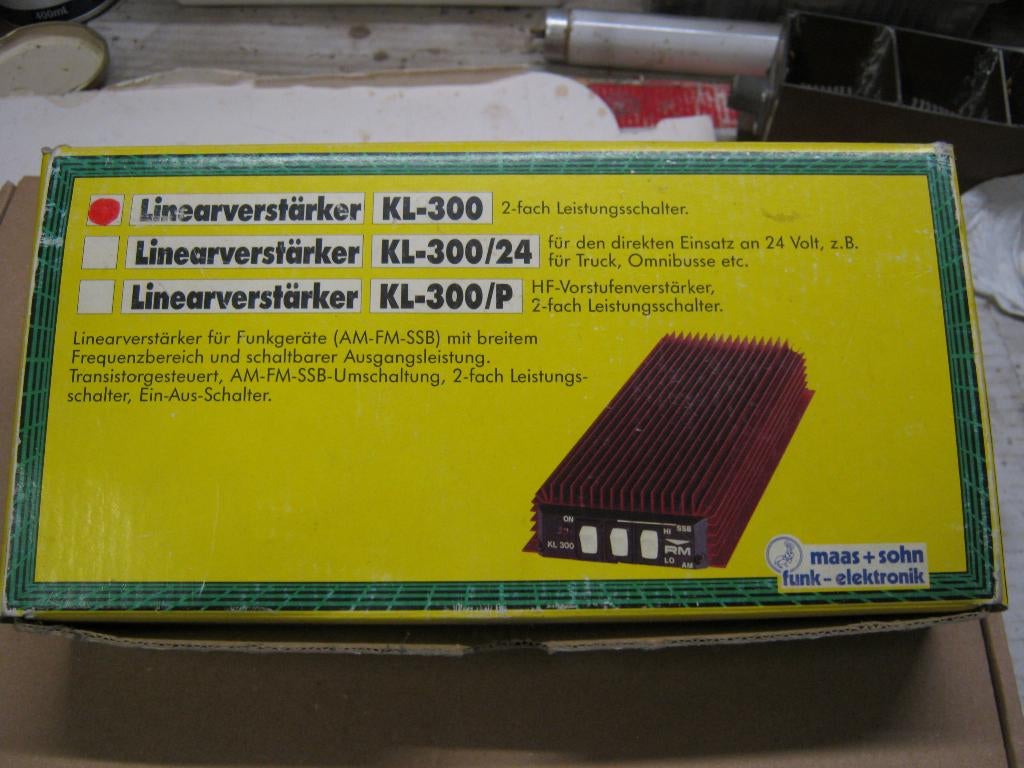 400ml
Linearverstärker KL-300 2-fach Leistungsschalter.
Linearverstärker KL-300/24 für den direkten Einsatz an 24 Volt, z.B.
für Truck, Omnibusse etc.
Linearverstärker KL-300/P HF-Vorstufenverstärker,
2-fach Leistungsschalter.
Linearverstärker für Funkgeräte (AM-FM-SSB) mit breitem
Frequenzbereich und schaltbarer Ausgangsleistung.
Transistorgesteuert, AM-FM-SSB-Umschaltung, 2-fach Leistungs-
schalter, Ein-Aus-Schalter.
ON HI SSB
KL 300 RM
LO AM
maas + sohn
funk - elektronik